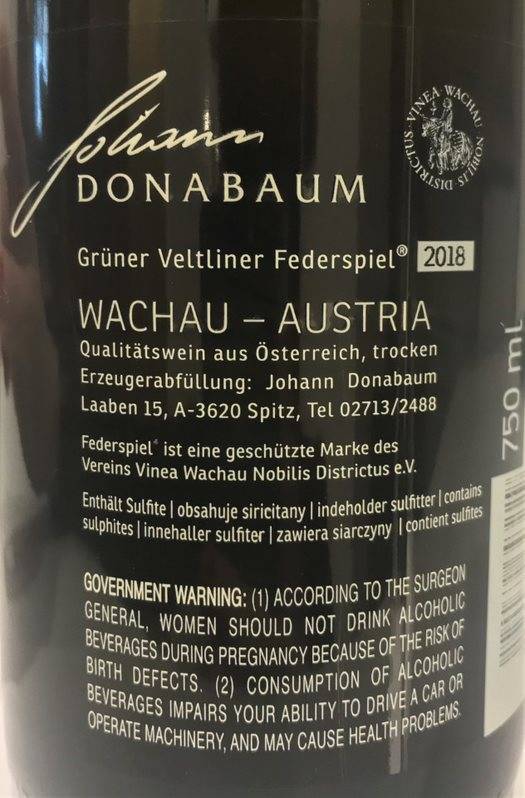 Johann
DONABAUM
VINEA WACHAU NOBILIS DISTRICTUS
Grüner Veltliner Federspiel® 2018
WACHAU – AUSTRIA
Qualitätswein aus Österreich, trocken
Erzeugerabfüllung: Johann Donabaum
Laaben 15, A-3620 Spitz, Tel 02713/2488
750 mL
Federspiel® ist eine geschützte Marke des
Vereins Vinea Wachau Nobilis Districtus e.V.
Enthält Sulfite | obsahuje siricitany | indeholder sulfitter | contains
sulphites | innehaller sulfiter | zawiera siarczyny | contient sulfites
GOVERNMENT WARNING: (1) ACCORDING TO THE SURGEON
GENERAL, WOMEN SHOULD NOT DRINK ALCOHOLIC
BEVERAGES DURING PREGNANCY BECAUSE OF THE RISK OF
BIRTH DEFECTS. (2) CONSUMPTION OF ALCOHOLIC
BEVERAGES IMPAIRS YOUR ABILITY TO DRIVE A CAR OR
OPERATE MACHINERY, AND MAY CAUSE HEALTH PROBLEMS.